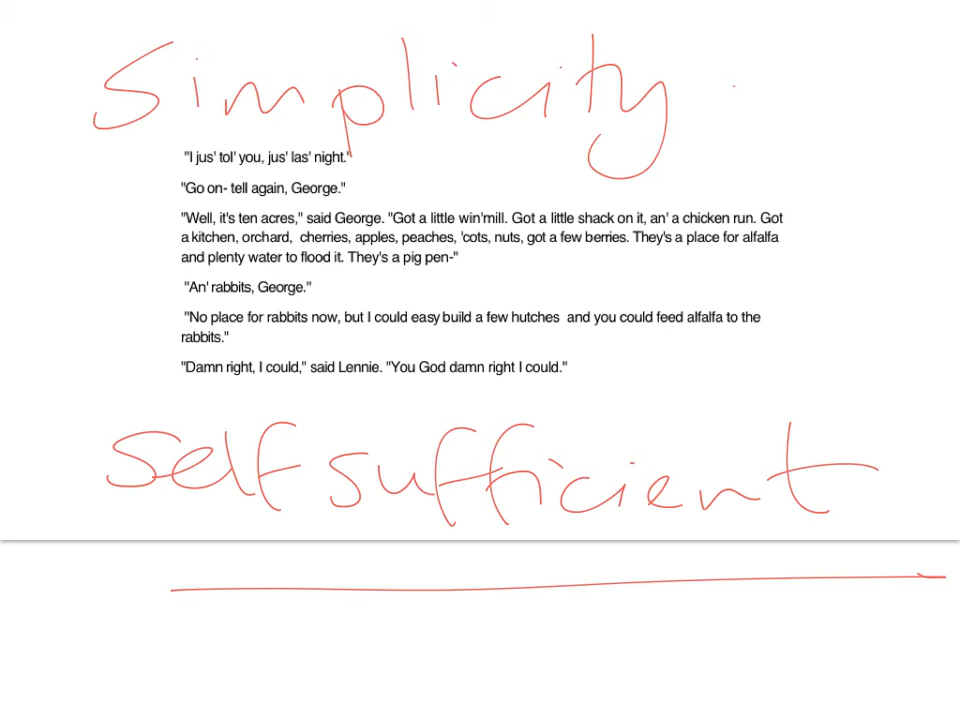 Simplicity
"I jus' tol' you, jus' las' night."
"Go on- tell again, George."
"Well, it's ten acres," said George. "Got a little win'mill. Got a little shack on it, an' a chicken run. Got
a kitchen, orchard, cherries, apples, peaches, 'cots, nuts, got a few berries. They's a place for alfalfa
and plenty water to flood it. They's a pig pen-"
"An' rabbits, George."
"No place for rabbits now, but I could easy build a few hutches and you could feed alfalfa to the
rabbits."
"Damn right, I could," said Lennie. "You God damn right I could."
self sufficient